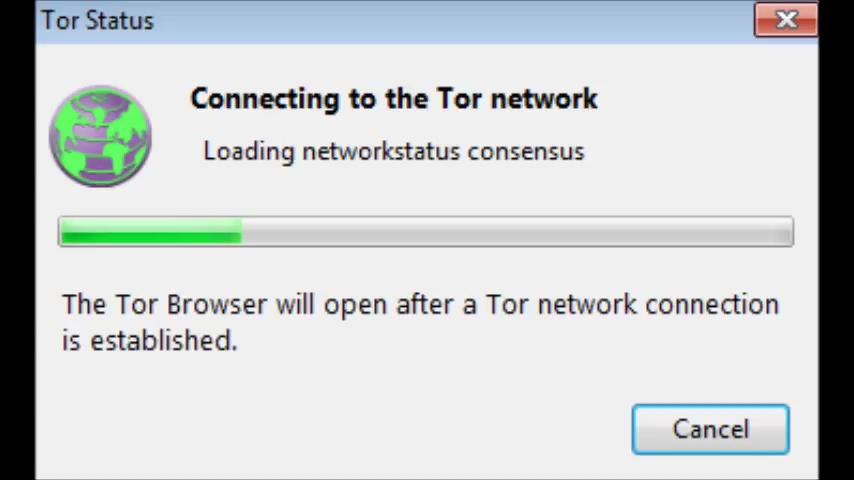 Tor Status
Connecting to the Tor network
Loading networkstatus consensus
The Tor Browser will open after a Tor network connection
is established.
Cancel